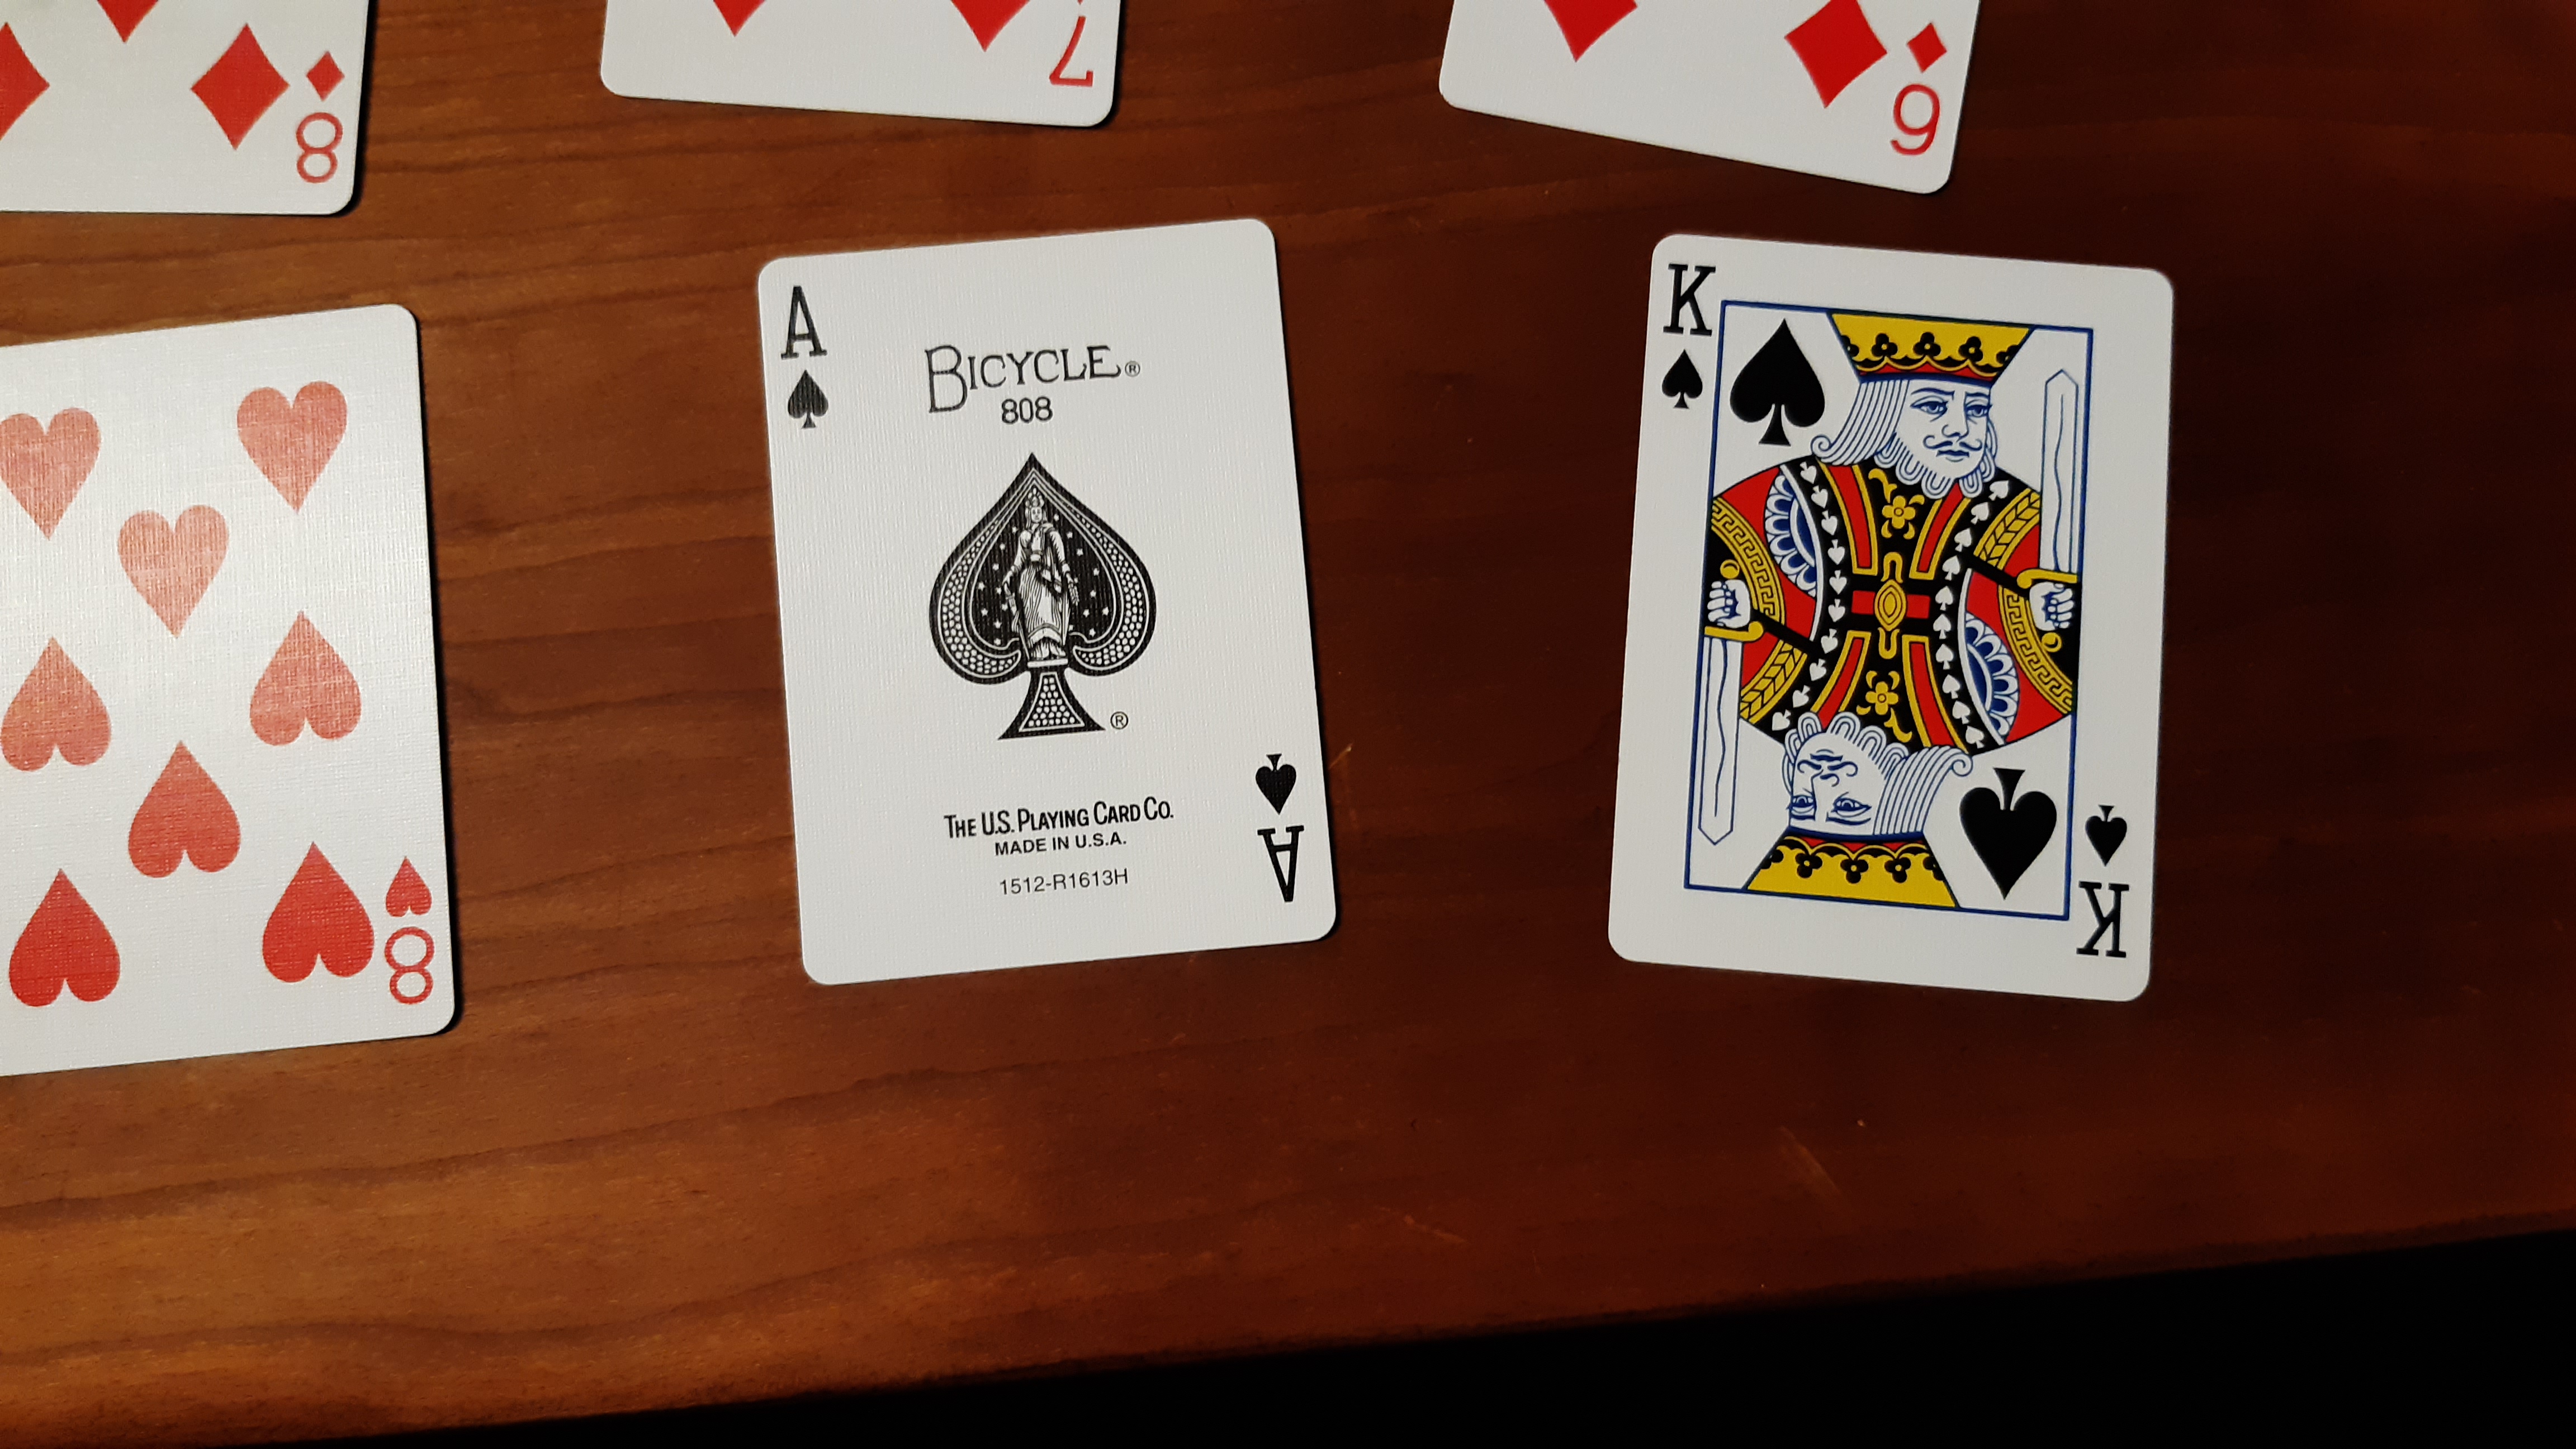 K
K
A
1512-R1613H
MADE IN U.S.A.
THE U.S. PLAYING CARD CO.
®
808
BICYCLE®
A
8
6
7
8